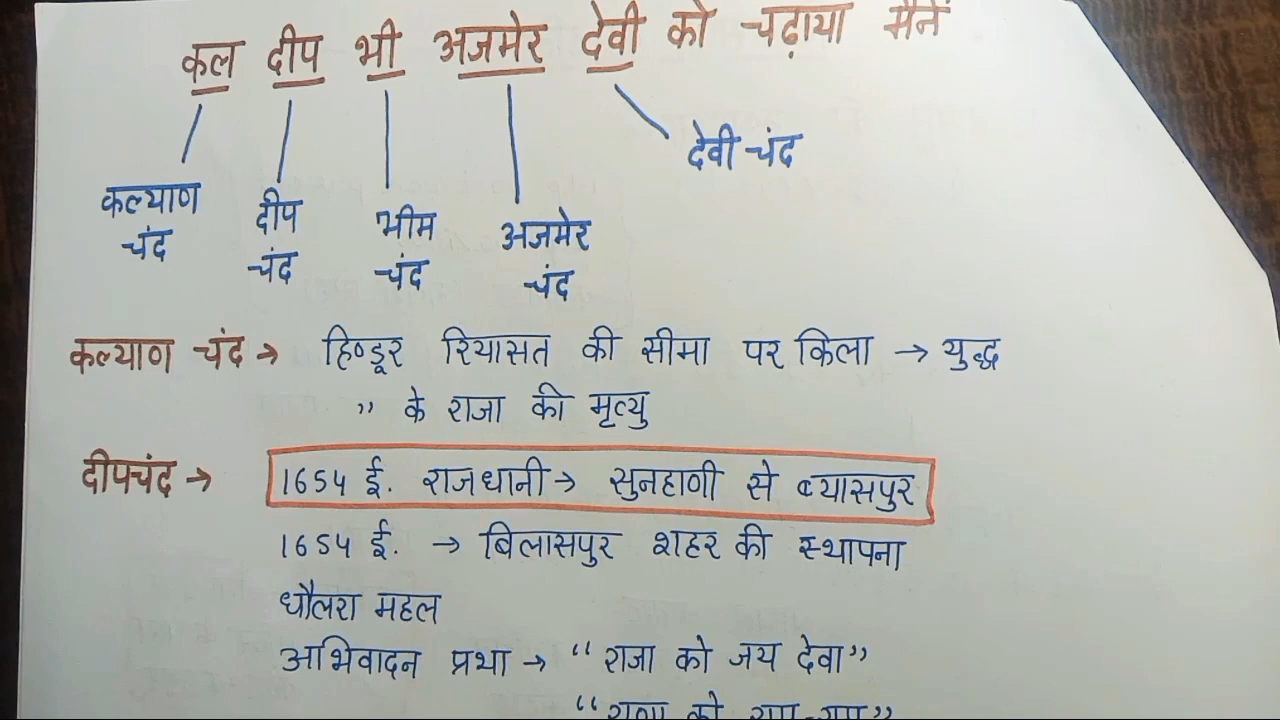 कल दीप भी अजमेर देवी को चढ़ाया मैनें
देवी चंद
कल्याण चंद
दीप चंद
भीम चंद
अजमेर चंद
कल्याण चंद → हिण्डूर रियासत की सीमा पर किला → युद्ध
" के राजा की मृत्यु
दीपचंद → 1654 ई. राजधानी → सुनहाणी से व्यासपुर
1654 ई. → बिलासपुर शहर की स्थापना
धौलरा महल
अभिवादन प्रथा → "राजा को जय देवा"